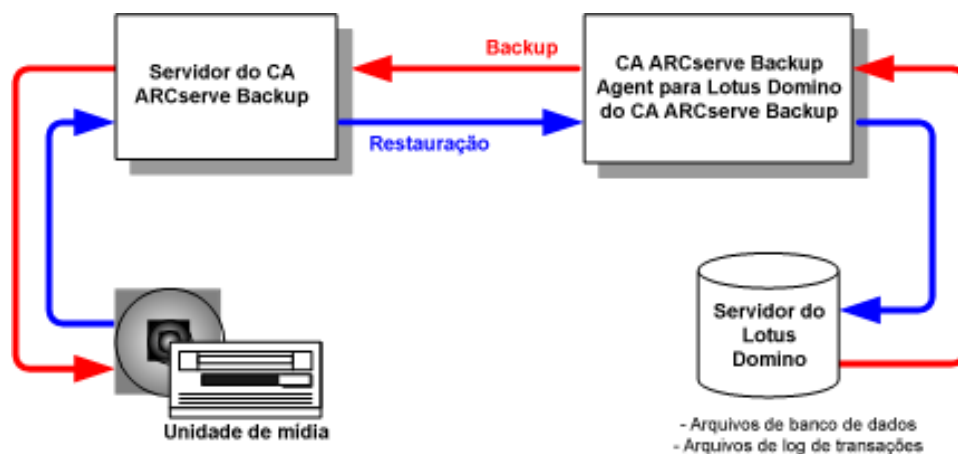 Servidor do CA
ARCserve Backup
Backup
Restauração
CA ARCserve Backup
Agent para Lotus Domino
do CA ARCserve Backup
Unidade de mídia
Servidor do
Lotus
Domino
- Arquivos de banco de dados
- Arquivos de log de transações